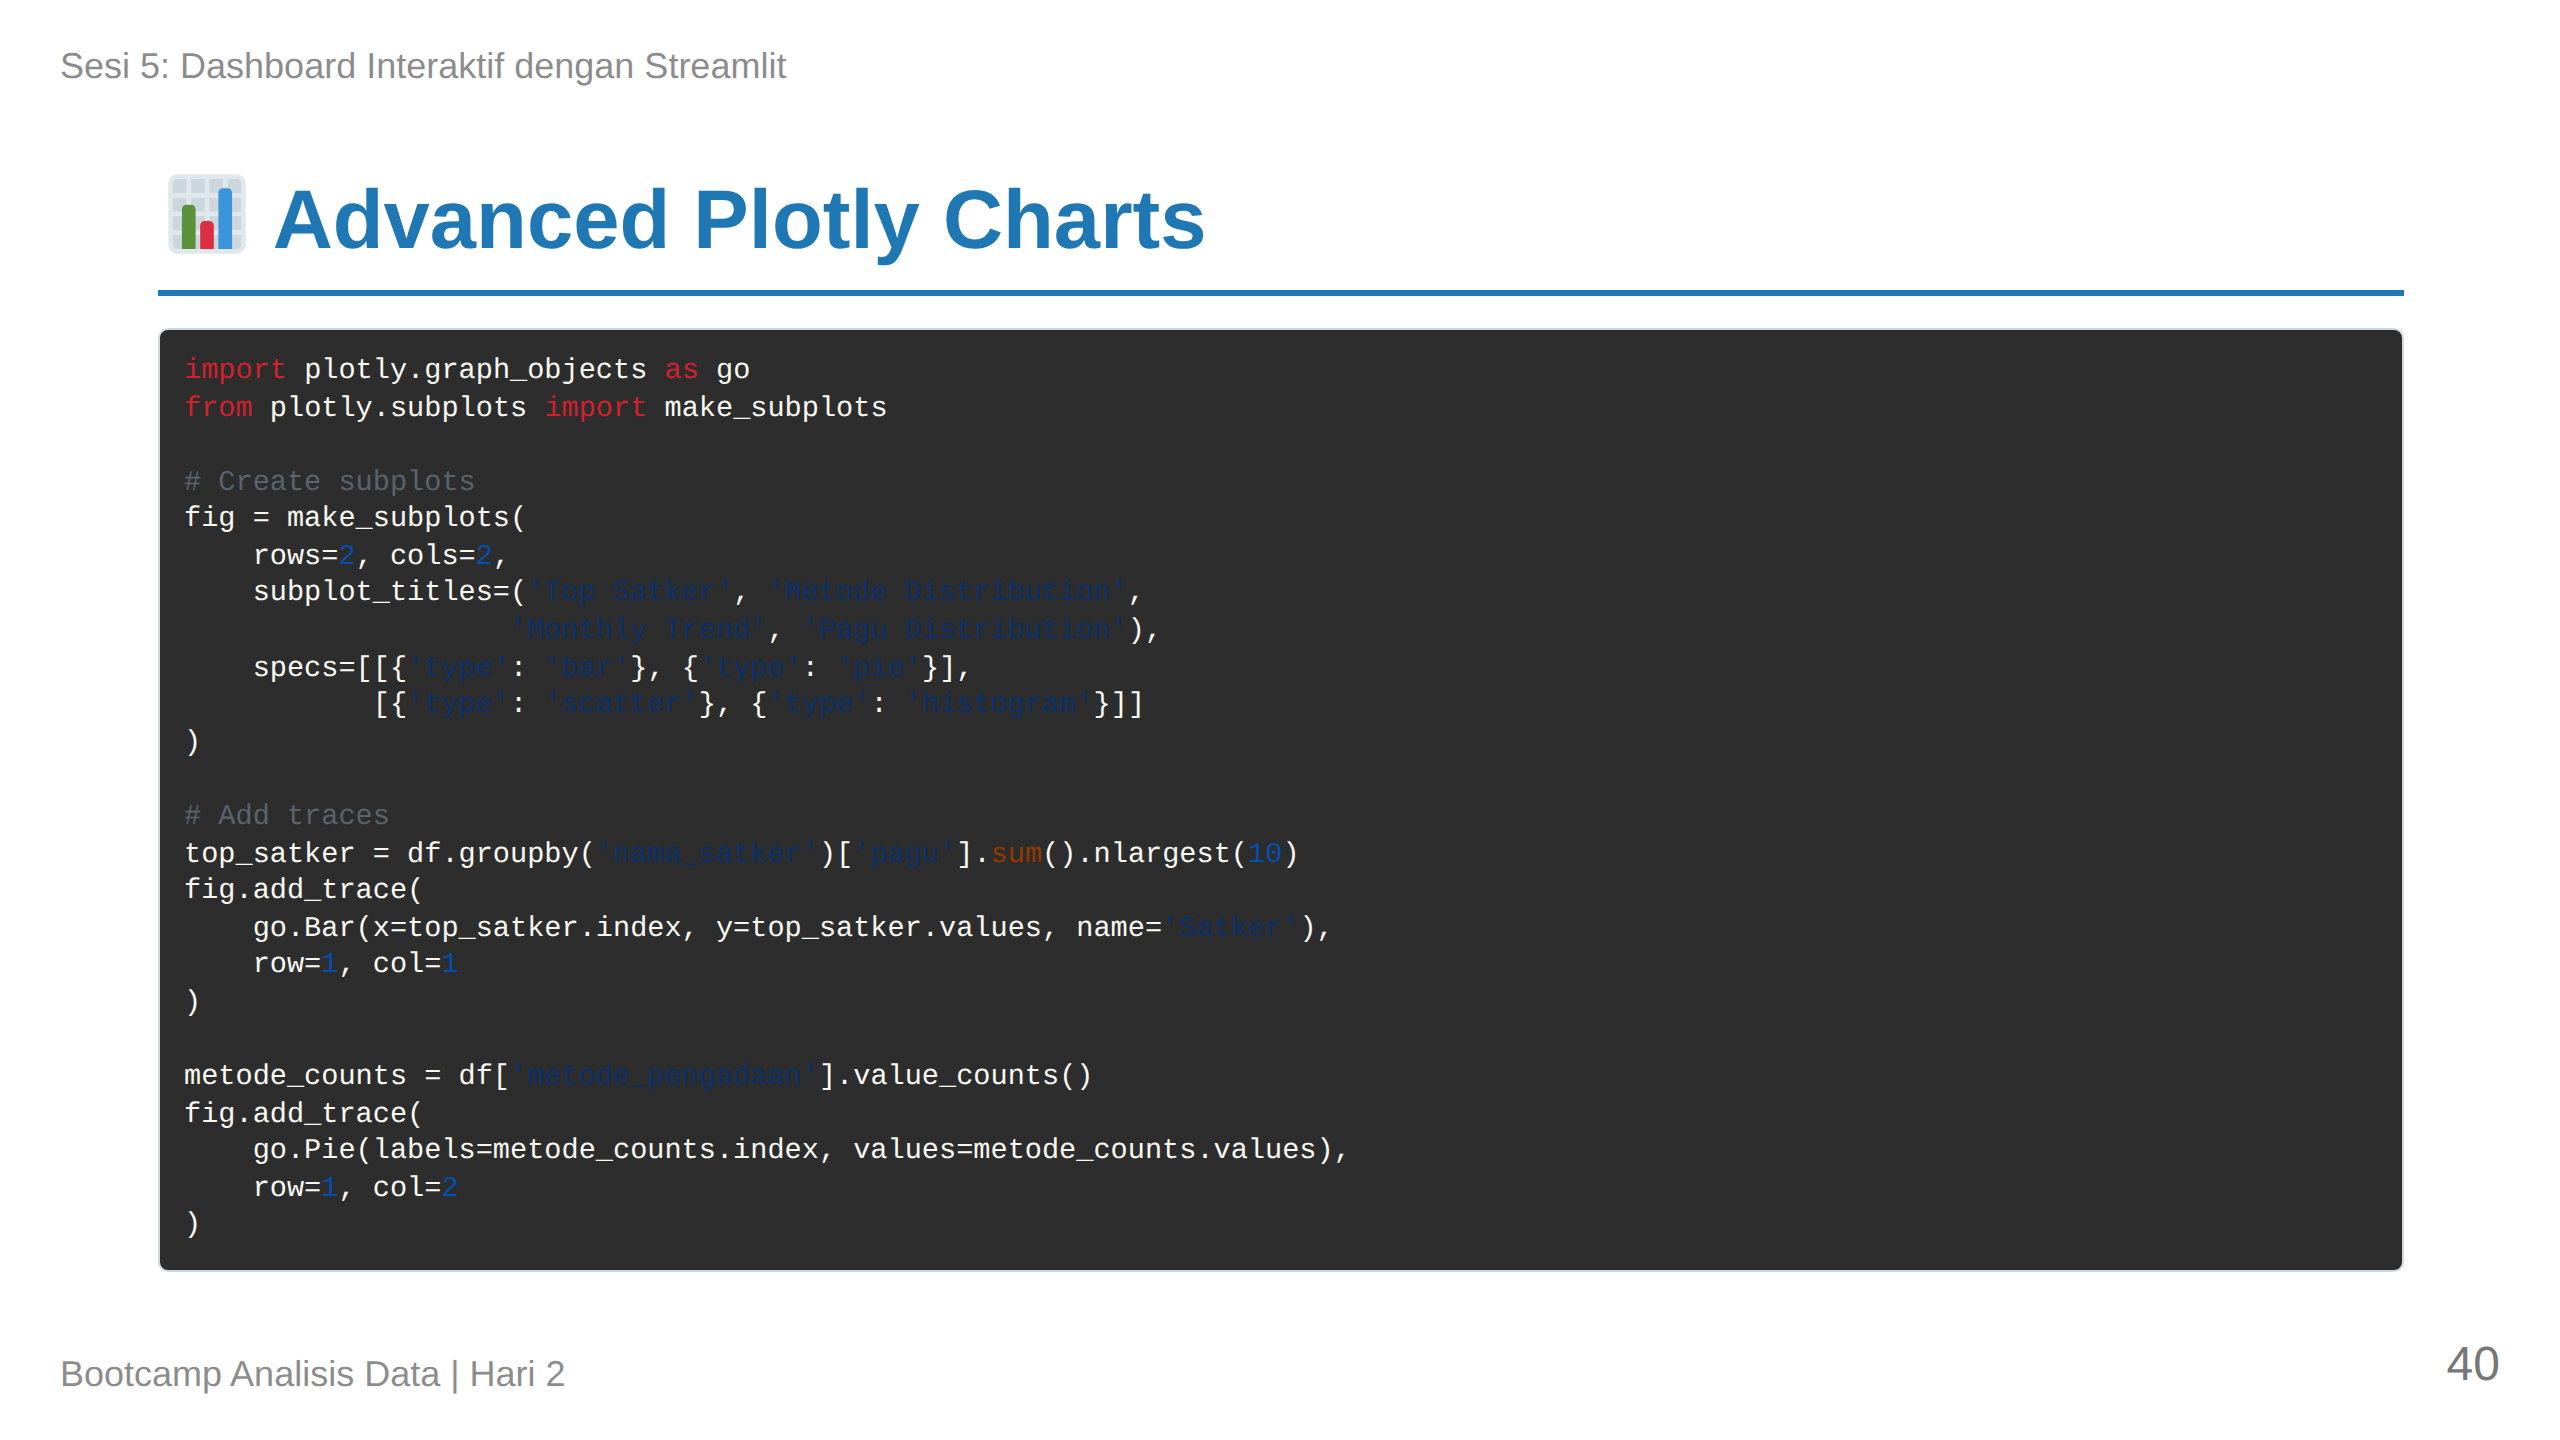 Sesi 5: Dashboard Interaktif dengan Streamlit
Advanced Plotly Charts
import plotly.graph_objects as go
from plotly.subplots import make_subplots
# Create subplots
fig = make_subplots(
    rows=2, cols=2,
    subplot_titles=('Top Satker', 'Metode Distribution',
                   'Monthly Trend', 'Pagu Distribution'),
    specs=[[{'type': 'bar'}, {'type': 'pie'}],
           [{'type': 'scatter'}, {'type': 'histogram'}]]
)
# Add traces
top_satker = df.groupby('nama_satker')['pagu'].sum().nlargest(10)
fig.add_trace(
    go.Bar(x=top_satker.index, y=top_satker.values, name='Satker'),
    row=1, col=1
)
metode_counts = df['metode_pengadaan'].value_counts()
fig.add_trace(
    go.Pie(labels=metode_counts.index, values=metode_counts.values),
    row=1, col=2
)
Bootcamp Analisis Data | Hari 2
40